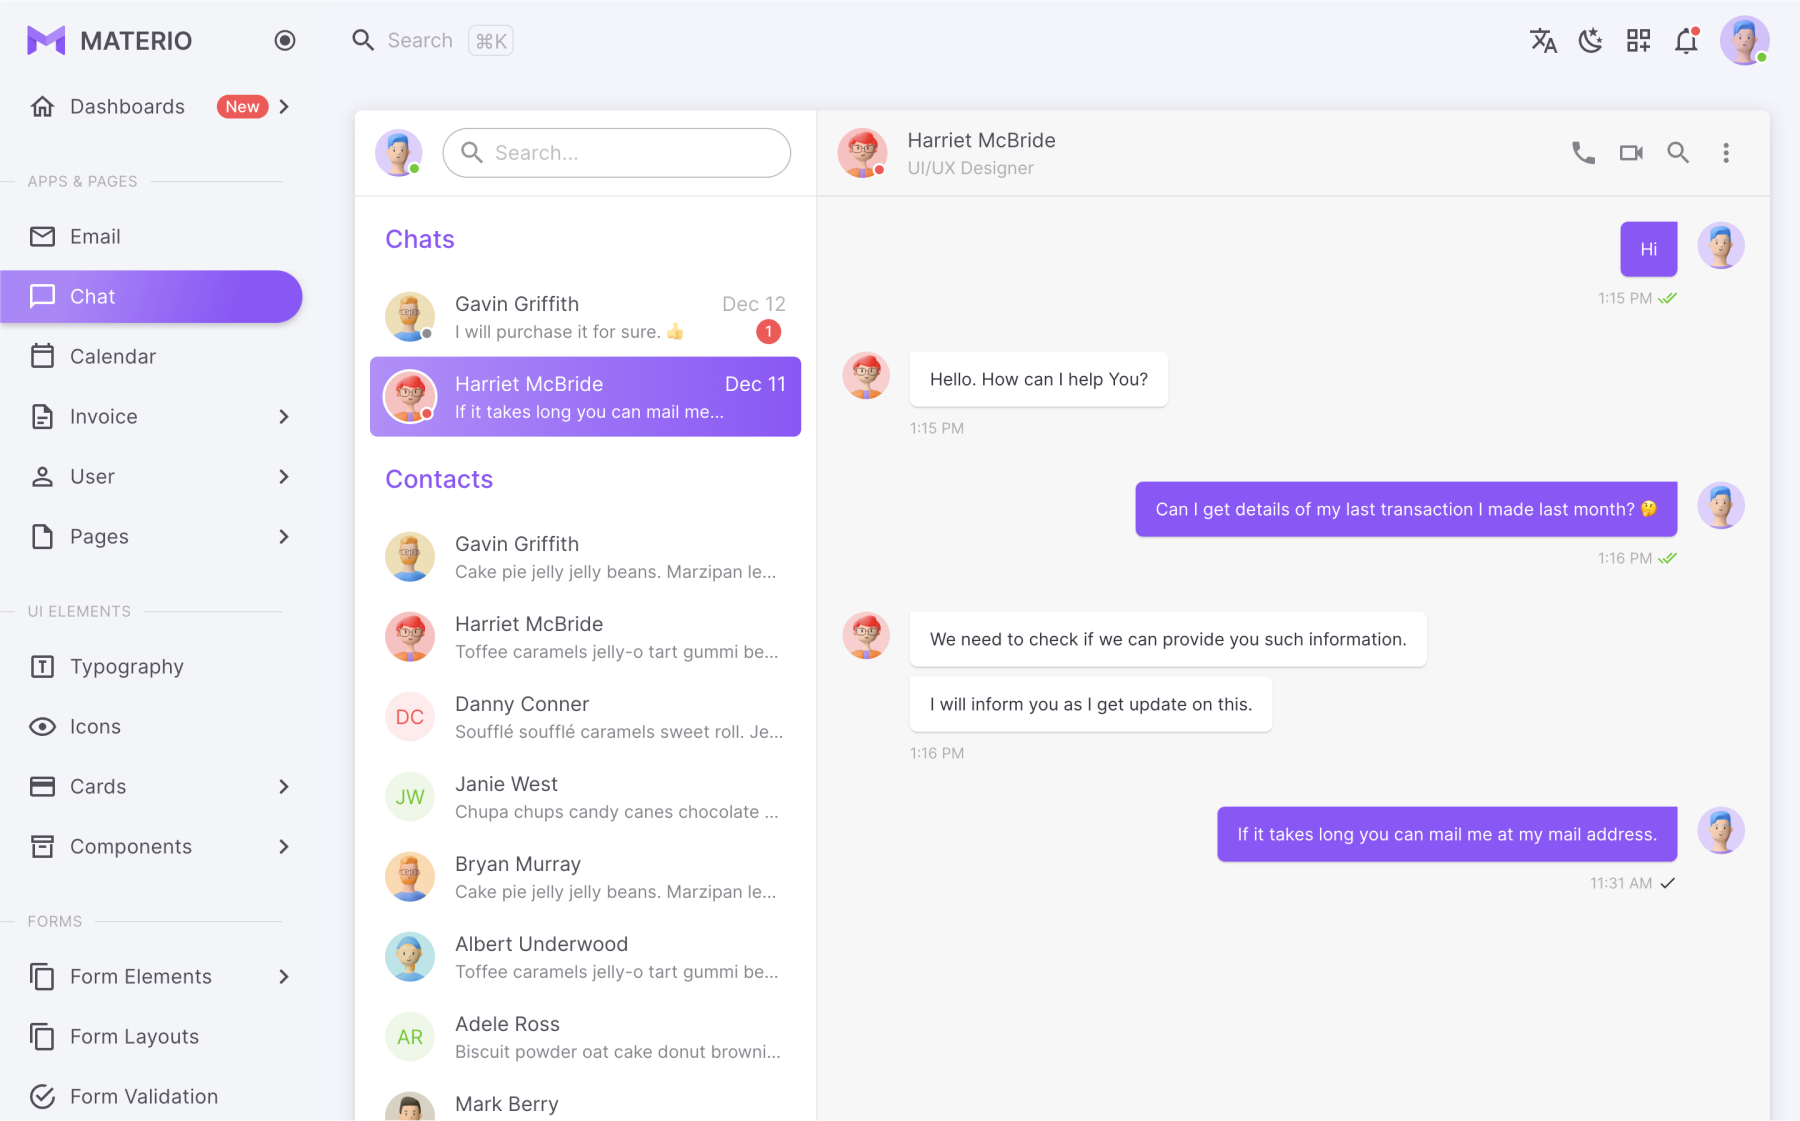 MATERIO
Search ⌘K
Dashboards New
APPS & PAGES
Email
Chat
Calendar
Invoice
User
Pages
UI ELEMENTS
Typography
Icons
Cards
Components
FORMS
Form Elements
Form Layouts
Form Validation
Search...
Chats
Gavin Griffith Dec 12
I will purchase it for sure. 👍 1
Harriet McBride Dec 11
If it takes long you can mail me...
Contacts
Gavin Griffith
Cake pie jelly jelly beans. Marzipan le...
Harriet McBride
Toffee caramels jelly-o tart gummi be...
DC
Danny Conner
Soufflé soufflé caramels sweet roll. Je...
JW
Janie West
Chupa chups candy canes chocolate ...
Bryan Murray
Cake pie jelly jelly beans. Marzipan le...
Albert Underwood
Toffee caramels jelly-o tart gummi be...
AR
Adele Ross
Biscuit powder oat cake donut browni...
Mark Berry
Harriet McBride
UI/UX Designer
Hi
1:15 PM
Hello. How can I help You?
1:15 PM
Can I get details of my last transaction I made last month? 🤔
1:16 PM
We need to check if we can provide you such information.
I will inform you as I get update on this.
1:16 PM
If it takes long you can mail me at my mail address.
11:31 AM